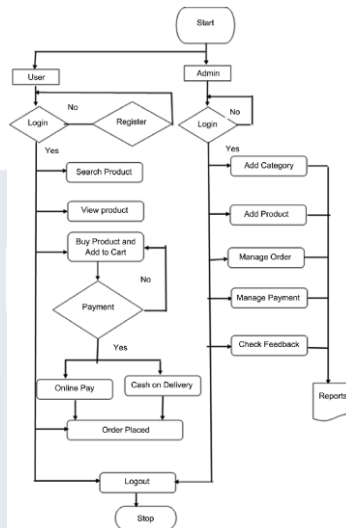 Start
User
Admin
No
No
Login
Register
Login
Yes
Yes
Search Product
Add Category
View product
Add Product
Buy Product and
Add to Cart
Manage Order
No
Payment
Manage Payment
Yes
Check Feedback
Online Pay
Cash on Delivery
Reports
Order Placed
Logout
Stop